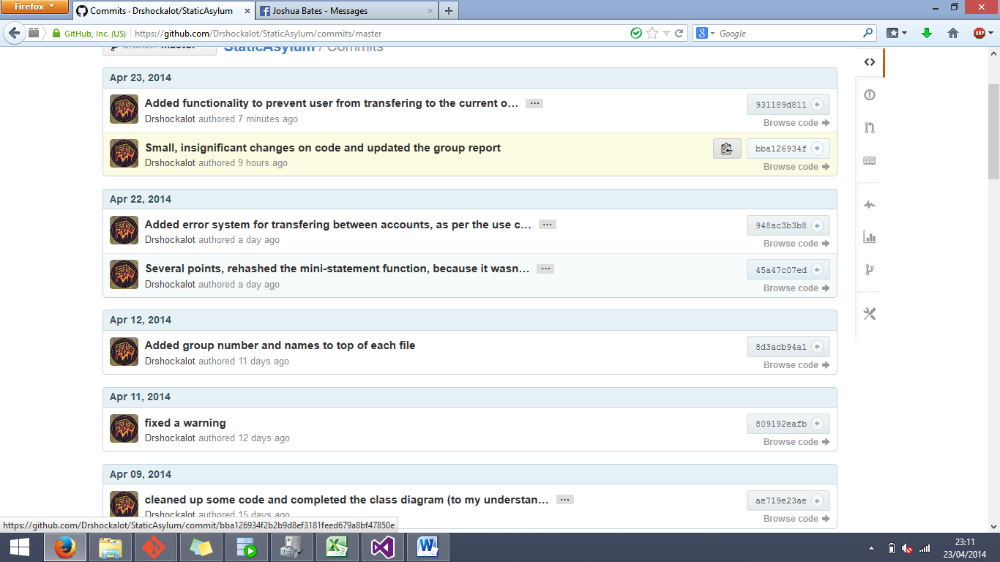 Firefox
Commits · Drshockalot/StaticAsylum
Joshua Bates - Messages
GitHub, Inc. (US)
https://github.com/Drshockalot/StaticAsylum/commits/master
Google
ABP
branch: master
StaticAsylum / Commits
Apr 23, 2014
Added functionality to prevent user from transfering to the current o…
931189d811
Drshockalot authored 7 minutes ago
Browse code
Small, insignificant changes on code and updated the group report
bba126934f
Drshockalot authored 9 hours ago
Browse code
Apr 22, 2014
Added error system for transfering between accounts, as per the use c…
948ac3b3b8
Drshockalot authored a day ago
Browse code
Several points, rehashed the mini-statement function, because it wasn…
45a47c07ed
Drshockalot authored a day ago
Browse code
Apr 12, 2014
Added group number and names to top of each file
8d3acb94a1
Drshockalot authored 11 days ago
Browse code
Apr 11, 2014
fixed a warning
809192eafb
Drshockalot authored 12 days ago
Browse code
Apr 09, 2014
cleaned up some code and completed the class diagram (to my understan…
ae719e23ae
Drshockalot authored 15 days ago
Browse code
https://github.com/Drshockalot/StaticAsylum/commit/bba126934f2b2b9d8ef3181feed679a8bf47850e
23:11
23/04/2014